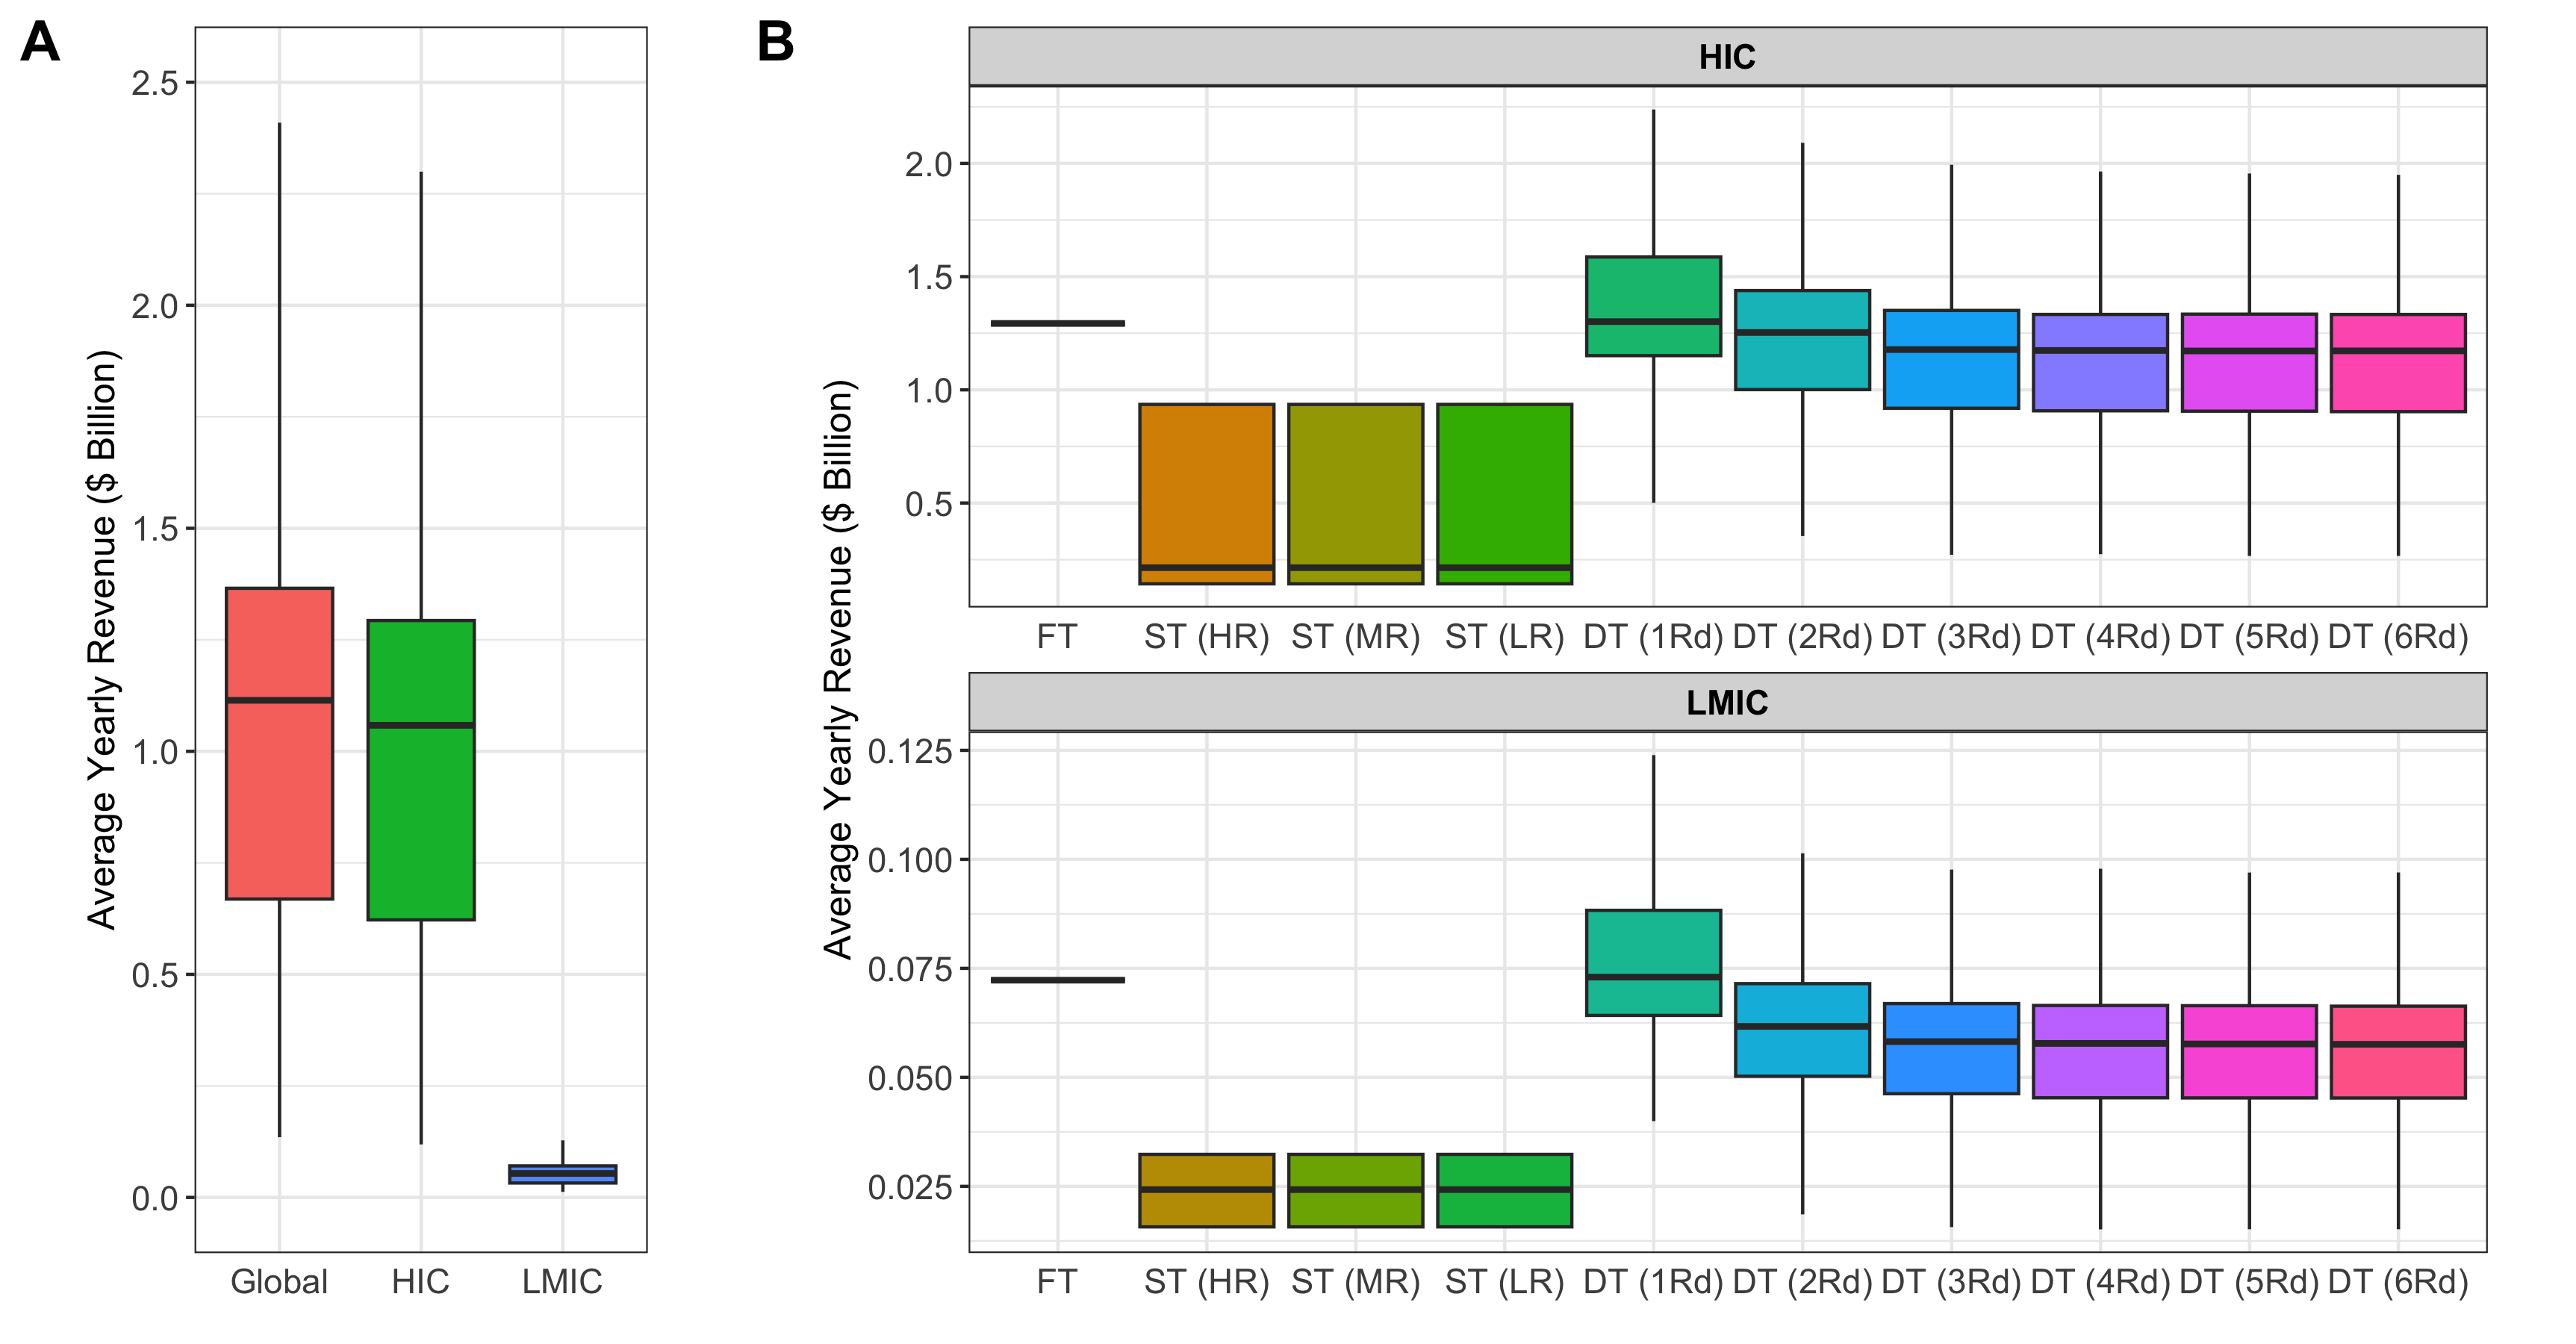 A
Average Yearly Revenue ($ Billion)
2.5
2.0
1.5
1.0
0.5
0.0
Global HIC LMIC
B
Average Yearly Revenue ($ Billion)
HIC
2.0
1.5
1.0
0.5
FT ST (HR) ST (MR) ST (LR) DT (1Rd) DT (2Rd) DT (3Rd) DT (4Rd) DT (5Rd) DT (6Rd)
LMIC
0.125
0.100
0.075
0.050
0.025
FT ST (HR) ST (MR) ST (LR) DT (1Rd) DT (2Rd) DT (3Rd) DT (4Rd) DT (5Rd) DT (6Rd)